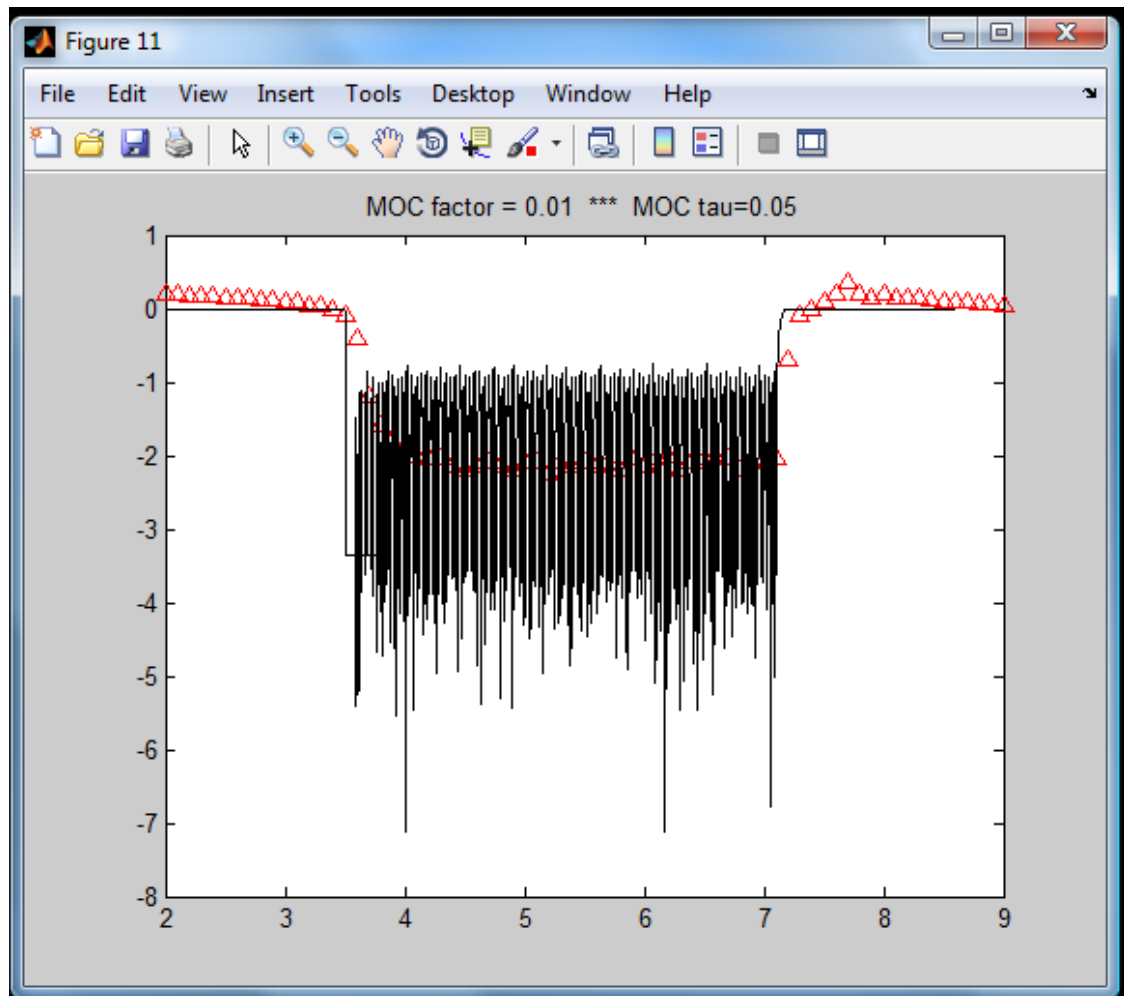 Figure 11
File Edit View Insert Tools Desktop Window Help
MOC factor = 0.01 *** MOC tau=0.05
1
0
-1
-2
-3
-4
-5
-6
-7
-8
2 3 4 5 6 7 8 9